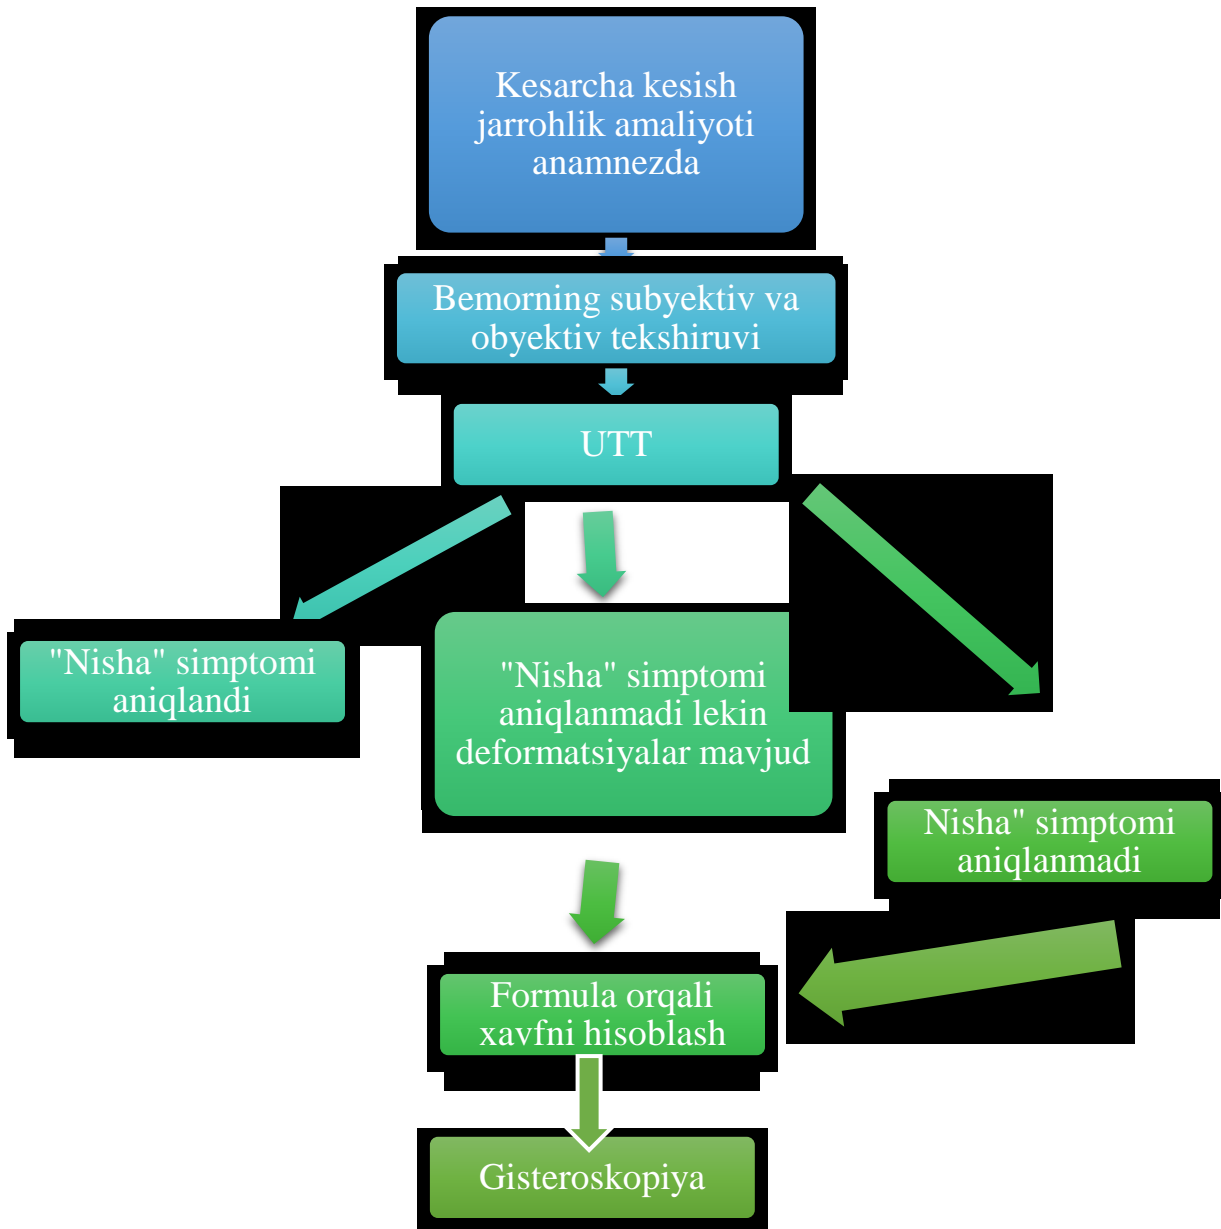 Kesarcha kesish
jarrohlik amaliyoti
anamnezda
Bemorning subyektiv va
obyektiv tekshiruvi
UTT
"Nisha" simptomi
aniqlandi
"Nisha" simptomi
aniqlanmadi lekin
deformatsiyalar mavjud
Nisha" simptomi
aniqlanmadi
Formula orqali
xavfni hisoblash
Gisteroskopiya